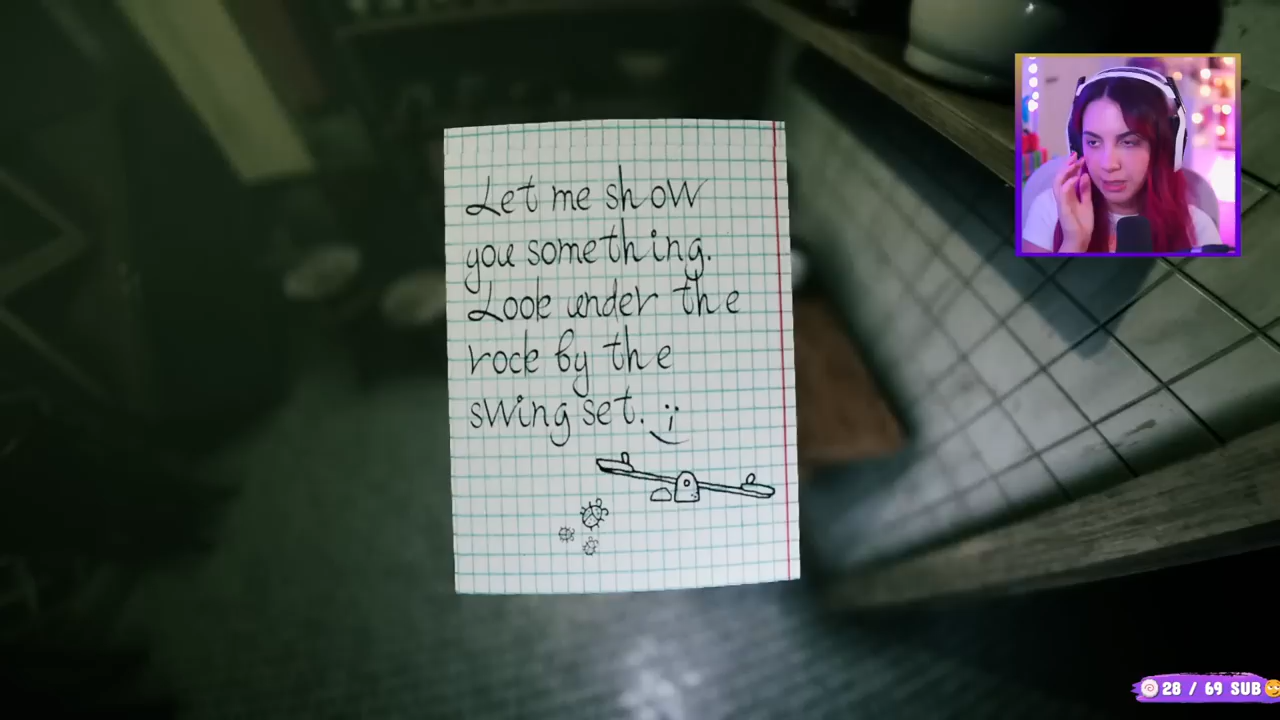 Let me show
you something.
Look under the
rock by the
swing set. :)
28 / 69 SUB